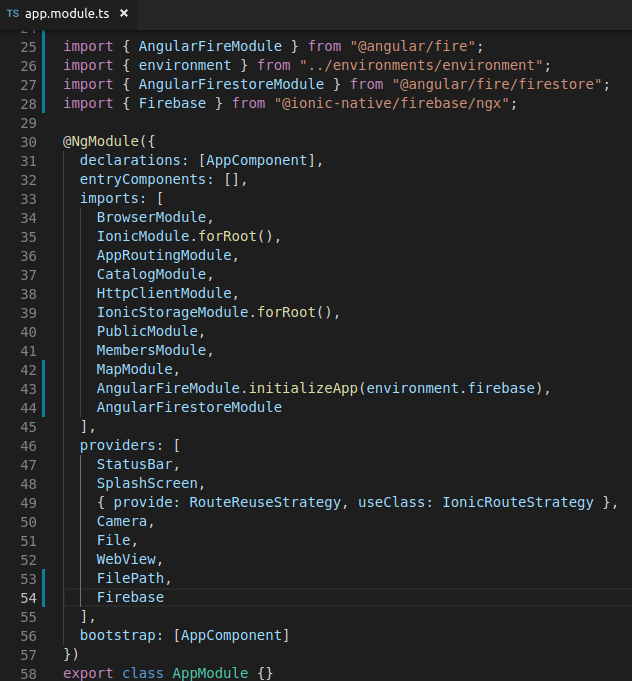 TS app.module.ts ×
24
25 import { AngularFireModule } from "@angular/fire";
26 import { environment } from "../environments/environment";
27 import { AngularFirestoreModule } from "@angular/fire/firestore";
28 import { Firebase } from "@ionic-native/firebase/ngx";
29
30 @NgModule({
31   declarations: [AppComponent],
32   entryComponents: [],
33   imports: [
34     BrowserModule,
35     IonicModule.forRoot(),
36     AppRoutingModule,
37     CatalogModule,
38     HttpClientModule,
39     IonicStorageModule.forRoot(),
40     PublicModule,
41     MembersModule,
42     MapModule,
43     AngularFireModule.initializeApp(environment.firebase),
44     AngularFirestoreModule
45   ],
46   providers: [
47     StatusBar,
48     SplashScreen,
49     { provide: RouteReuseStrategy, useClass: IonicRouteStrategy },
50     Camera,
51     File,
52     WebView,
53     FilePath,
54     Firebase
55   ],
56   bootstrap: [AppComponent]
57 })
58 export class AppModule {}